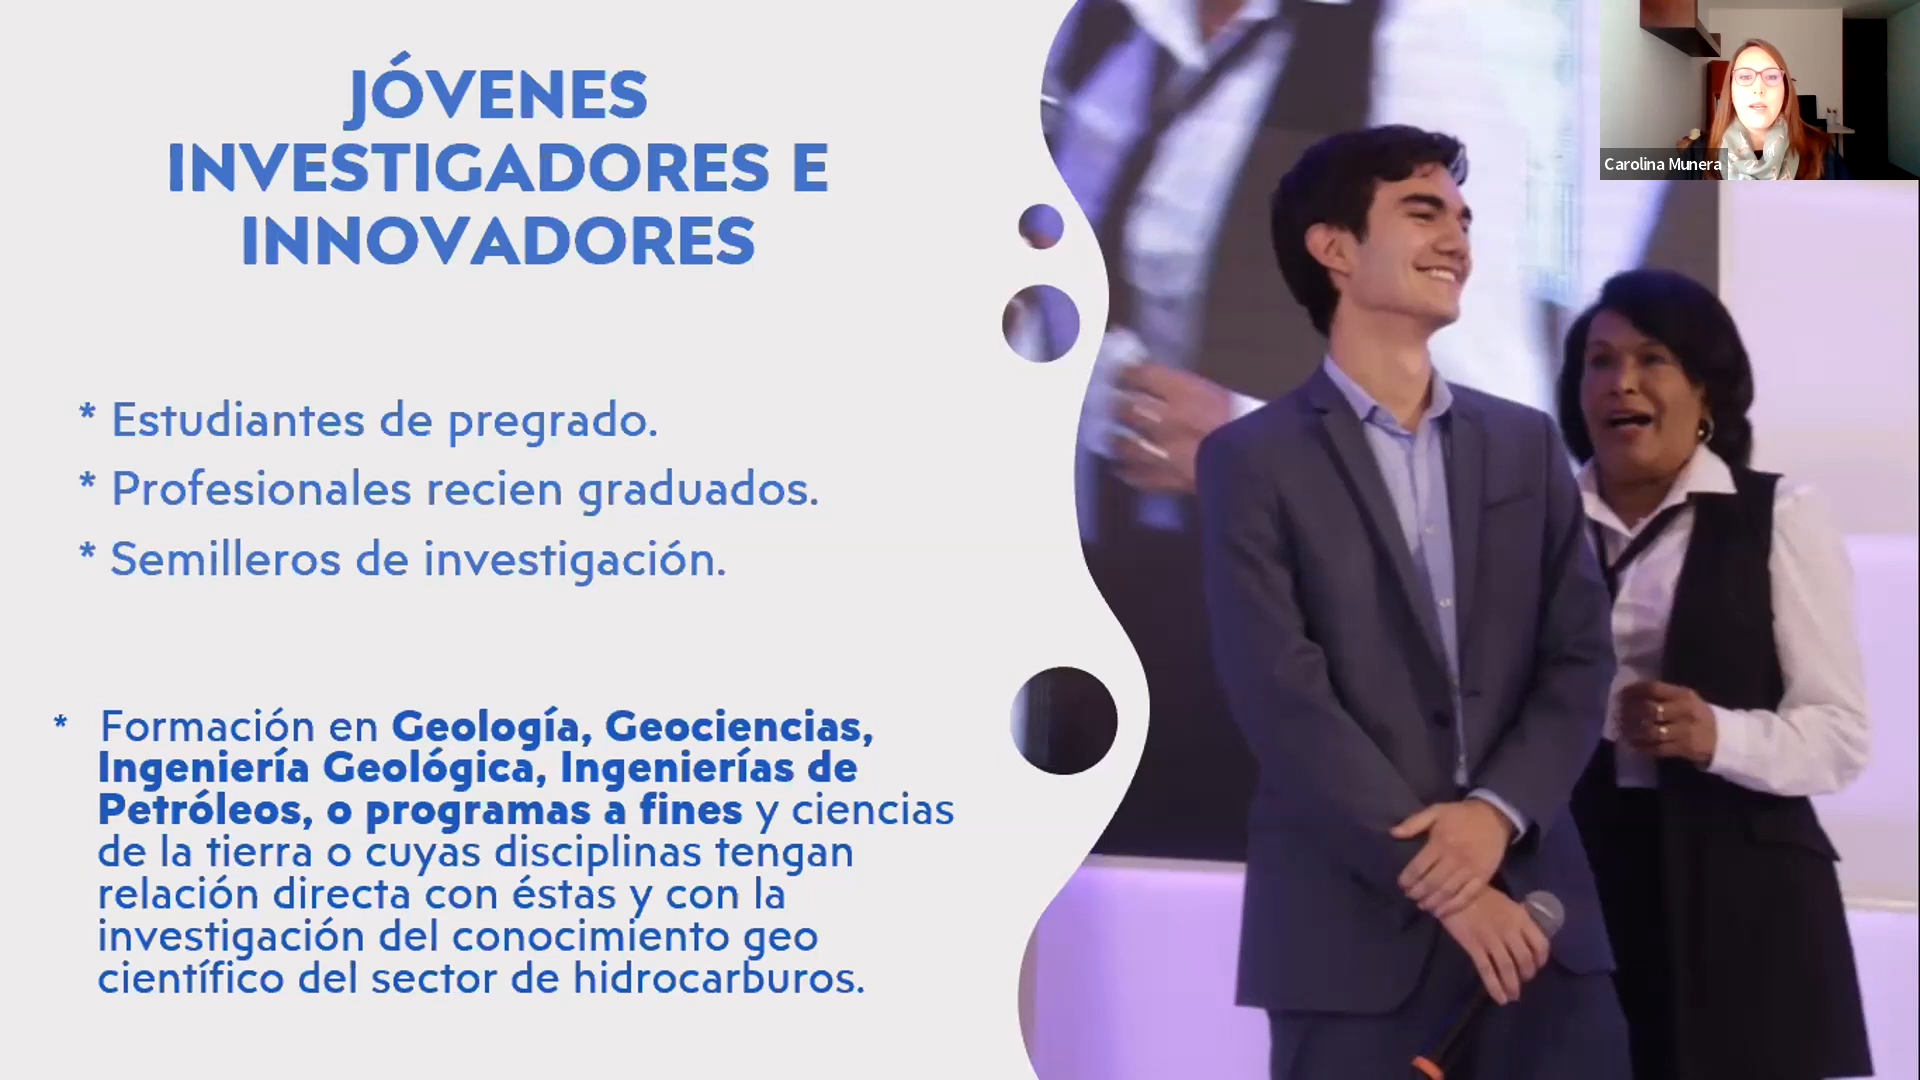 JÓVENES
INVESTIGADORES E
INNOVADORES
* Estudiantes de pregrado.
* Profesionales recien graduados.
* Semilleros de investigación.
* Formación en Geología, Geociencias,
Ingeniería Geológica, Ingenierías de
Petróleos, o programas a fines y ciencias
de la tierra o cuyas disciplinas tengan
relación directa con éstas y con la
investigación del conocimiento geo
científico del sector de hidrocarburos.
Carolina Munera